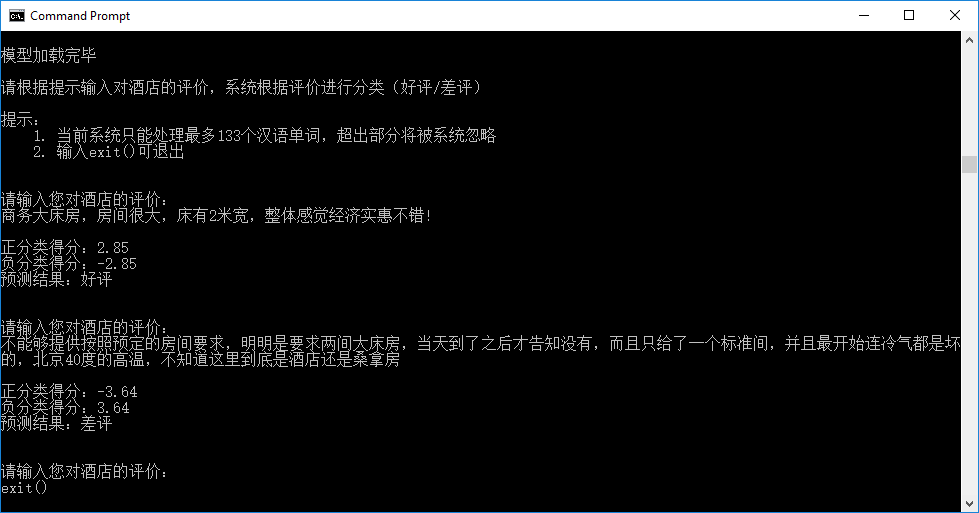 Command Prompt
模型加载完毕
请根据提示输入对酒店的评价，系统根据评价进行分类（好评/差评）
提示：
1. 当前系统只能处理最多133个汉语单词，超出部分将被系统忽略
2. 输入exit()可退出
请输入您对酒店的评价：
商务大床房，房间很大，床有2米宽，整体感觉经济实惠不错!
正分类得分：2.85
负分类得分：-2.85
预测结果：好评
请输入您对酒店的评价：
不能够提供按照预定的房间要求，明明是要求两间大床房，当天到了之后才告知没有，而且只给了一个标准间，并且最开始连冷气都是坏
的，北京40度的高温，不知道这里到底是酒店还是桑拿房
正分类得分：-3.64
负分类得分：3.64
预测结果：差评
请输入您对酒店的评价：
exit()